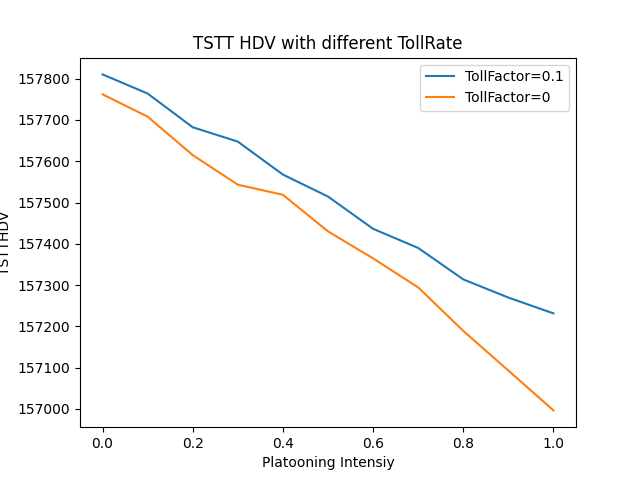 TSTT HDV with different TollRate
TollFactor=0.1
TollFactor=0
157800
157700
157600
157500
157400
157300
157200
157100
157000
TSTTHDV
0.0 0.2 0.4 0.6 0.8 1.0
Platooning Intensiy